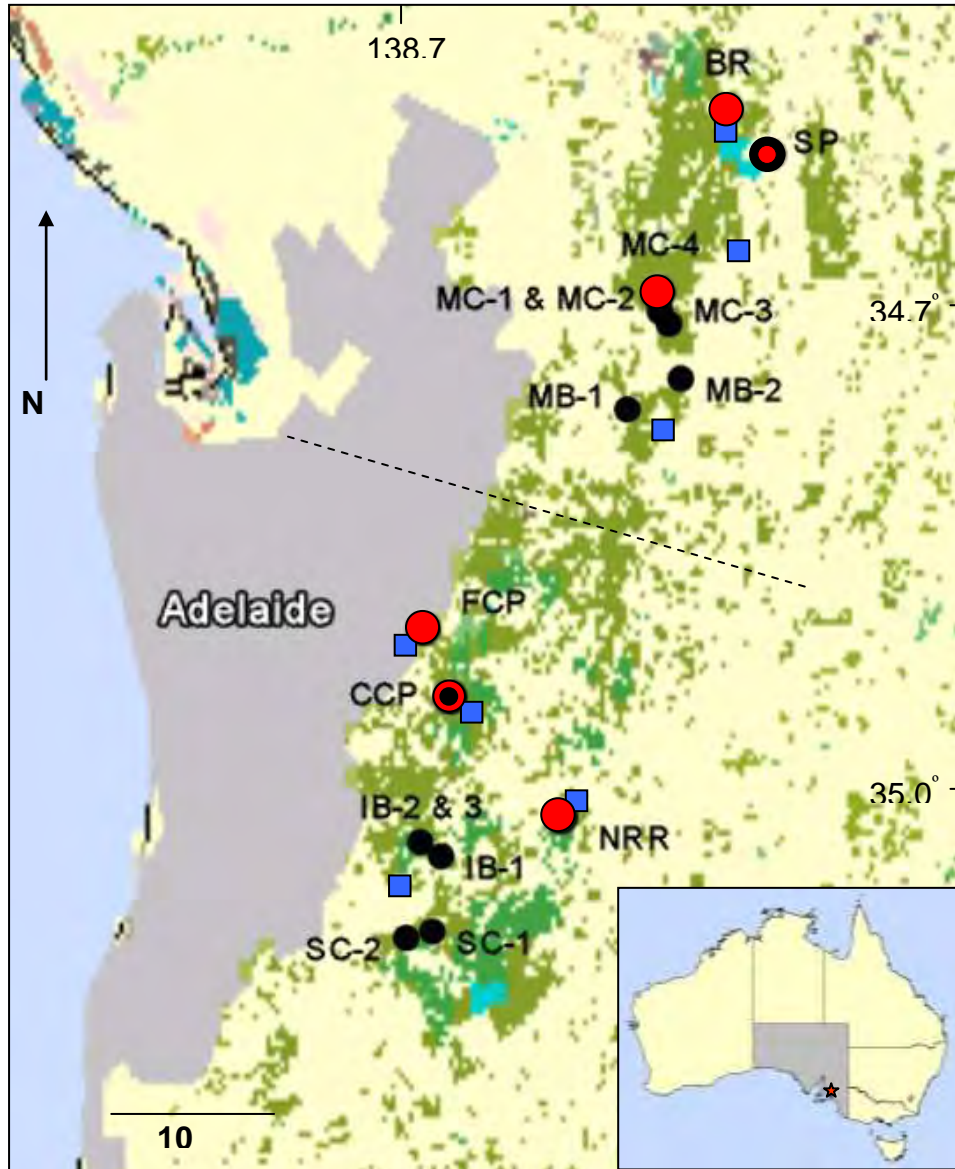 138.7
BR
SP
MC-4
MC-1 & MC-2
MC-3
34.7°
N
MB-1
MB-2
Adelaide
FCP
CCP
35.0°
IB-2 & 3
IB-1
NRR
SC-2
SC-1
10